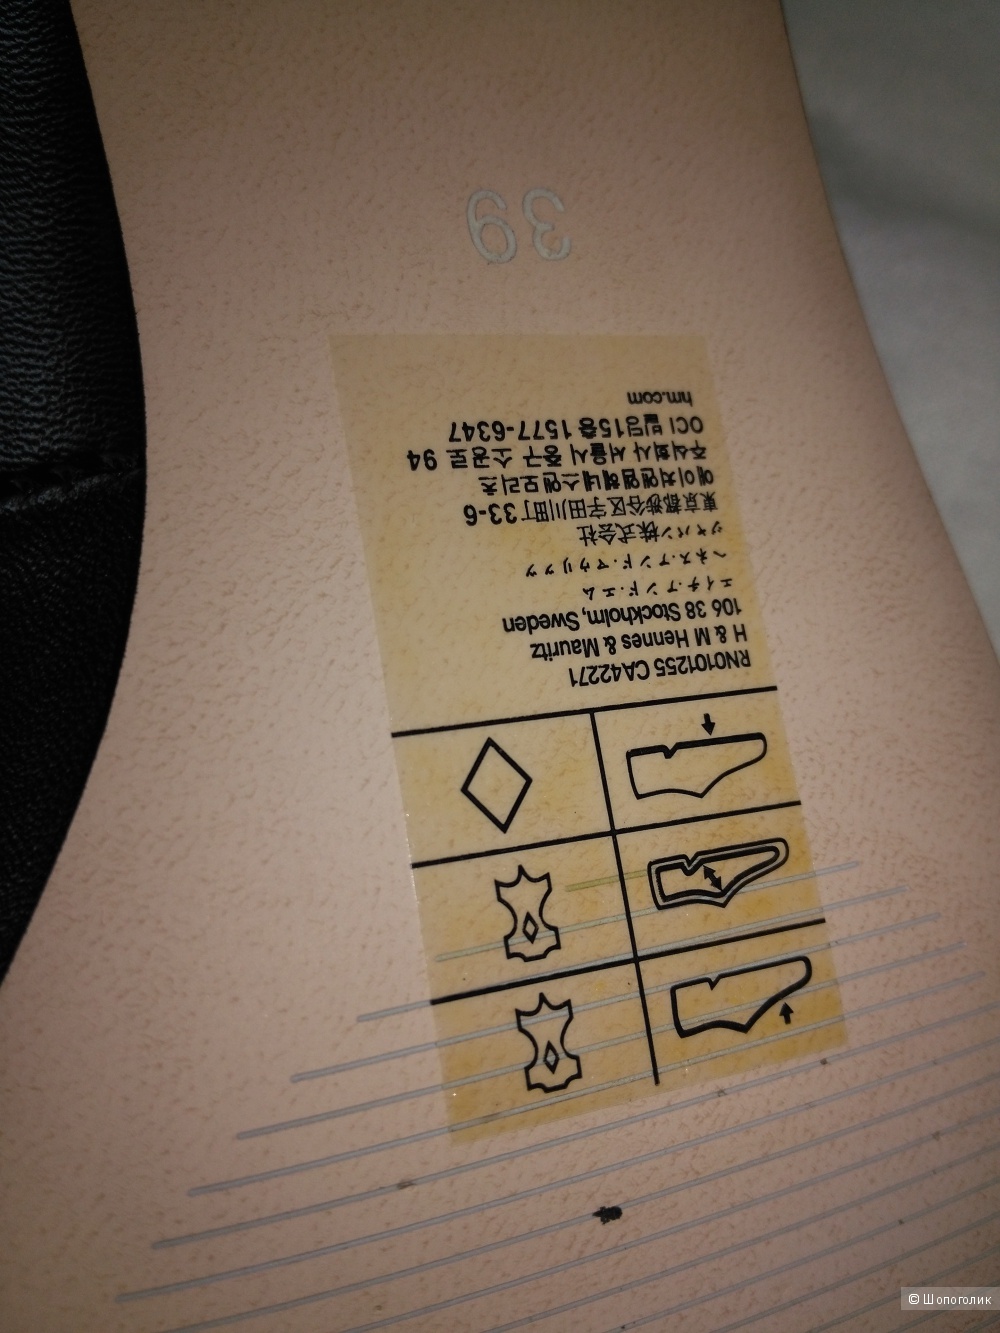 39
RN0101255 CA42271
H & M Hennes & Mauritz
106 38 Stockholm, Sweden
エイチ・アンド・エム
ヘネス・アンド・マウリッツ
ジャパン株式会社
東京都渋谷区宇田川町33-6
에이치엔엠헤네스앤모리츠
주식회사 서울시 중구 소공로 94
OCI 빌딩15층 1577-6347
hm.com
© Шопоголик